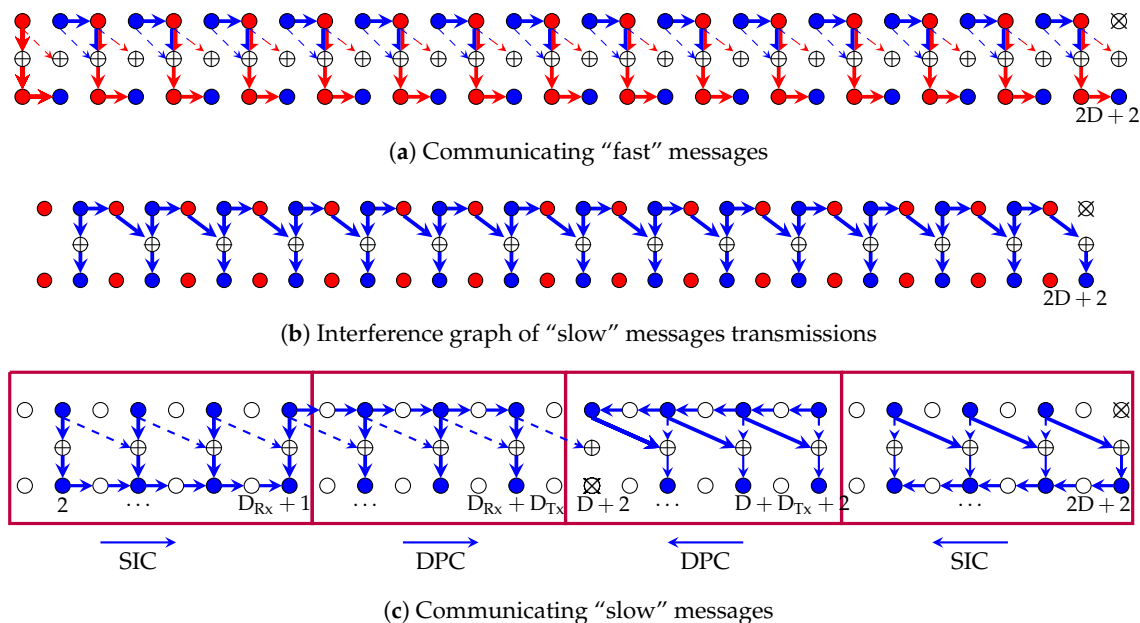 2D + 2
(a) Communicating “fast” messages
2D + 2
(b) Interference graph of “slow” messages transmissions
2 ⋯ D_Rx + 1 ⋯ D_Rx + D_Tx D + 2 ⋯ D + D_Tx + 2 ⋯ 2D + 2
SIC DPC DPC SIC
(c) Communicating “slow” messages